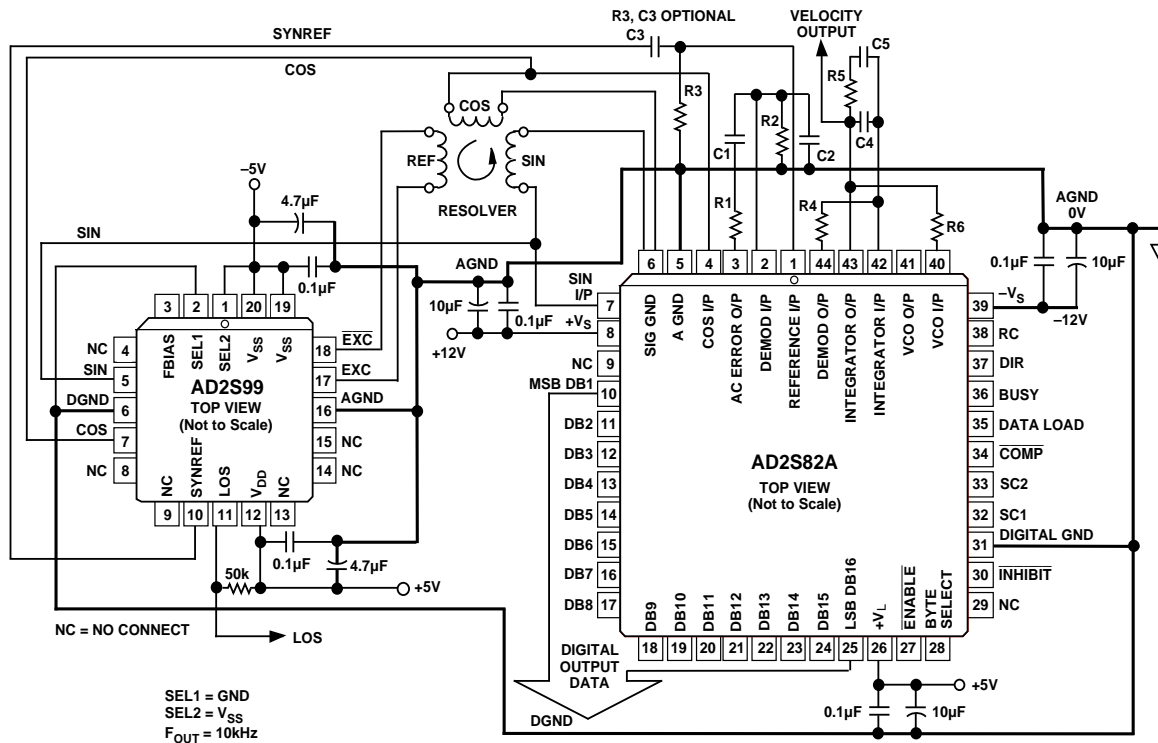 R3, C3 OPTIONAL
VELOCITY
OUTPUT
SYNREF
C3
C5
COS
R5
R3
COS
R2
C1
C2
C4
REF
SIN
–5V
4.7µF
RESOLVER
R1
R4
R6
AGND
0V
SIN
0.1µF
AGND
10µF
0.1µF
+12V
0.1µF
10µF
–12V
3
2
1
20
19
FBIAS
SEL1
SEL2
VSS
VSS
NC
4
SIN
5
DGND
6
COS
7
NC
8
AD2S99
TOP VIEW
(Not to Scale)
18
EXC
17
EXC
16
AGND
15
NC
14
NC
NC
SYNREF
LOS
VDD
NC
9
10
11
12
13
0.1µF
4.7µF
50k
+5V
NC = NO CONNECT
LOS
SEL1 = GND
SEL2 = VSS
FOUT = 10kHz
6
5
4
3
2
1
44
43
42
41
40
SIG GND
A GND
COS I/P
AC ERROR O/P
DEMOD I/P
REFERENCE I/P
DEMOD O/P
INTEGRATOR O/P
INTEGRATOR I/P
VCO O/P
VCO I/P
SIN
I/P
7
+VS
8
NC
9
MSB DB1
10
DB2
11
DB3
12
DB4
13
DB5
14
DB6
15
DB7
16
DB8
17
AD2S82A
TOP VIEW
(Not to Scale)
39
–VS
38
RC
37
DIR
36
BUSY
35
DATA LOAD
34
COMP
33
SC2
32
SC1
31
DIGITAL GND
30
INHIBIT
29
NC
DB9
DB10
DB11
DB12
DB13
DB14
DB15
LSB DB16
+VL
ENABLE
BYTE
SELECT
18
19
20
21
22
23
24
25
26
27
28
DIGITAL
OUTPUT
DATA
DGND
+5V
0.1µF
10µF